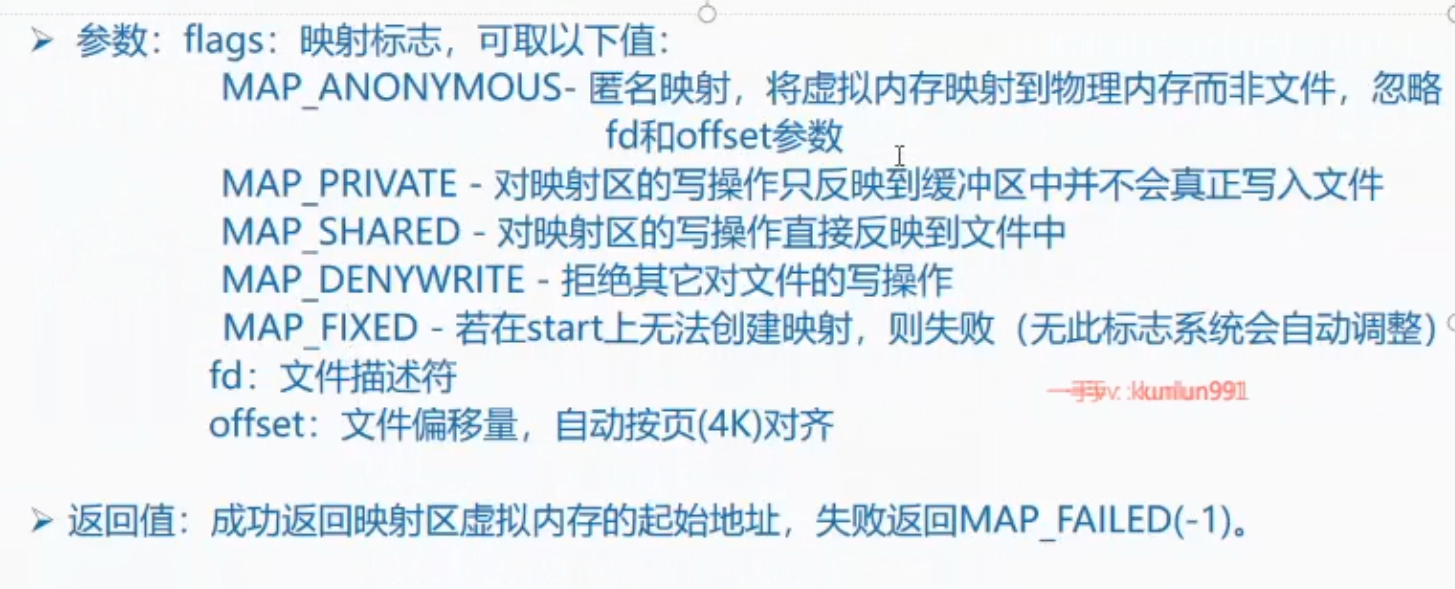 参数：flags：映射标志，可取以下值：
MAP_ANONYMOUS- 匿名映射，将虚拟内存映射到物理内存而非文件，忽略
fd和offset参数
MAP_PRIVATE - 对映射区的写操作只反映到缓冲区中并不会真正写入文件
MAP_SHARED - 对映射区的写操作直接反映到文件中
MAP_DENYWRITE - 拒绝其它对文件的写操作
MAP_FIXED - 若在start上无法创建映射，则失败（无此标志系统会自动调整）
fd：文件描述符
offset：文件偏移量，自动按页(4K)对齐
返回值：成功返回映射区虚拟内存的起始地址，失败返回MAP_FAILED(-1)。